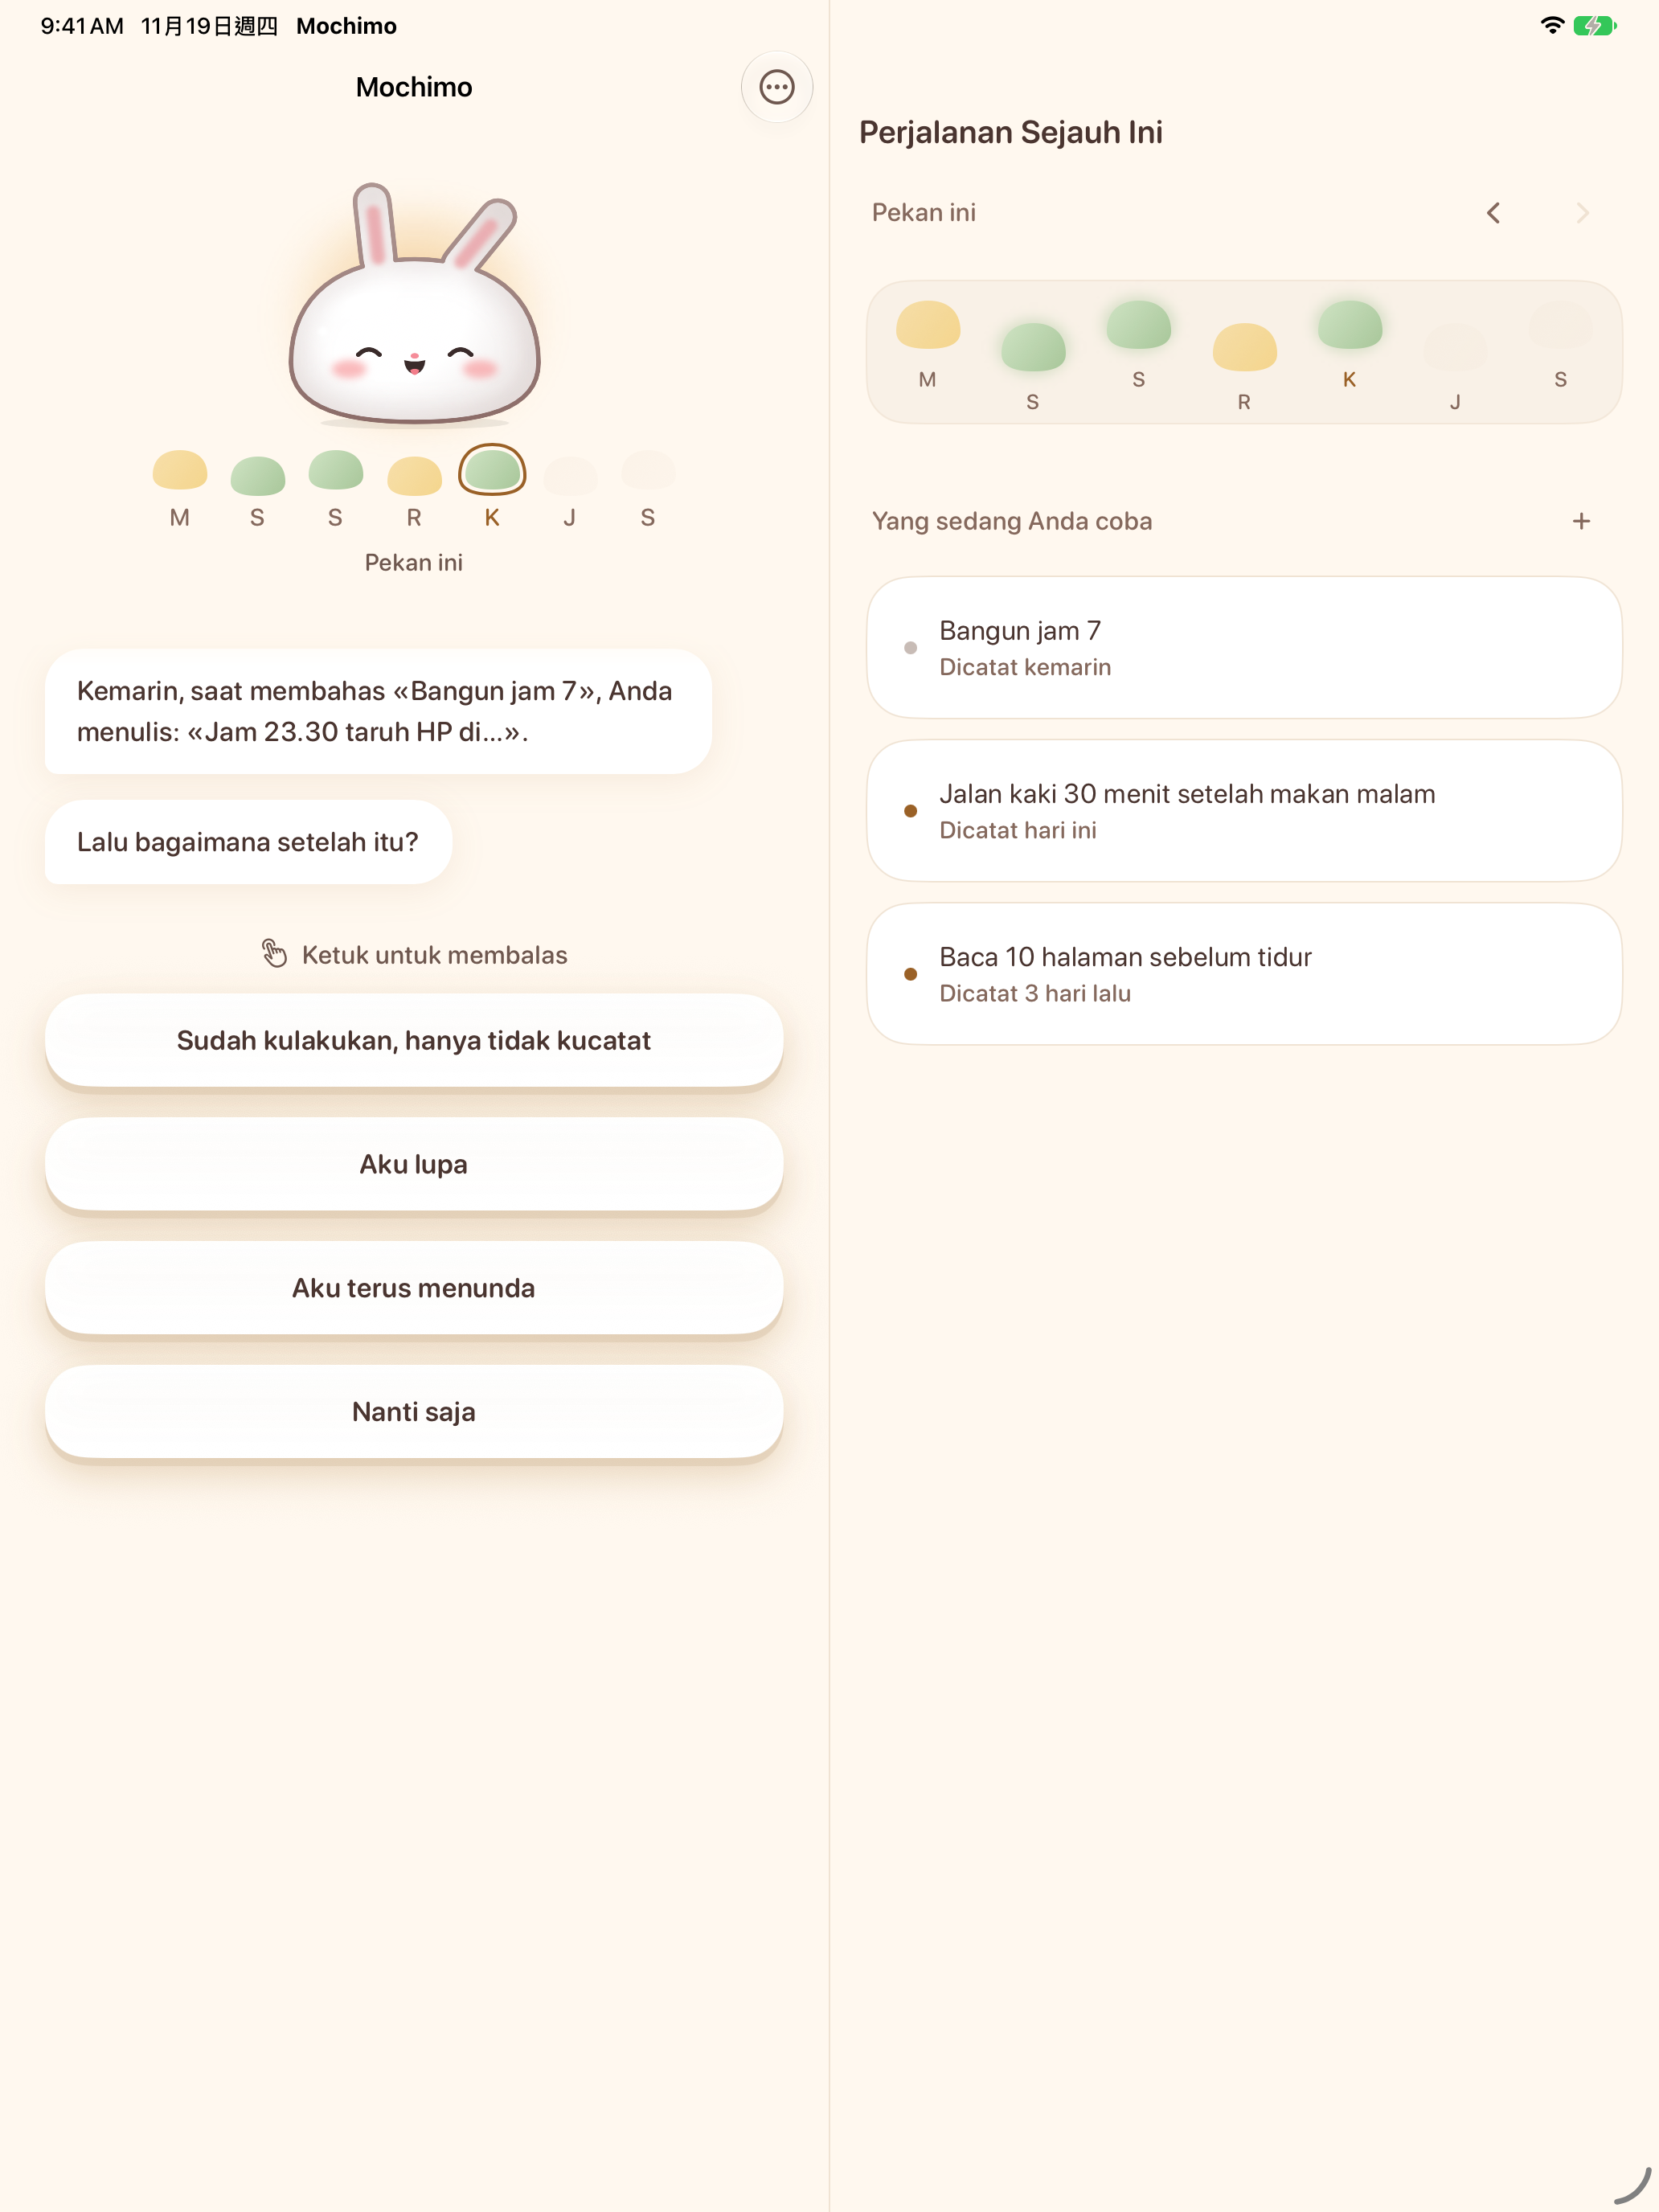 9:41 AM 11月19日週四 Mochimo
Mochimo
M S S R K J S
Pekan ini
Kemarin, saat membahas «Bangun jam 7», Anda
menulis: «Jam 23.30 taruh HP di...».
Lalu bagaimana setelah itu?
Ketuk untuk membalas
Sudah kulakukan, hanya tidak kucatat
Aku lupa
Aku terus menunda
Nanti saja
Perjalanan Sejauh Ini
Pekan ini
M S S R K J S
Yang sedang Anda coba
Bangun jam 7
Dicatat kemarin
Jalan kaki 30 menit setelah makan malam
Dicatat hari ini
Baca 10 halaman sebelum tidur
Dicatat 3 hari lalu